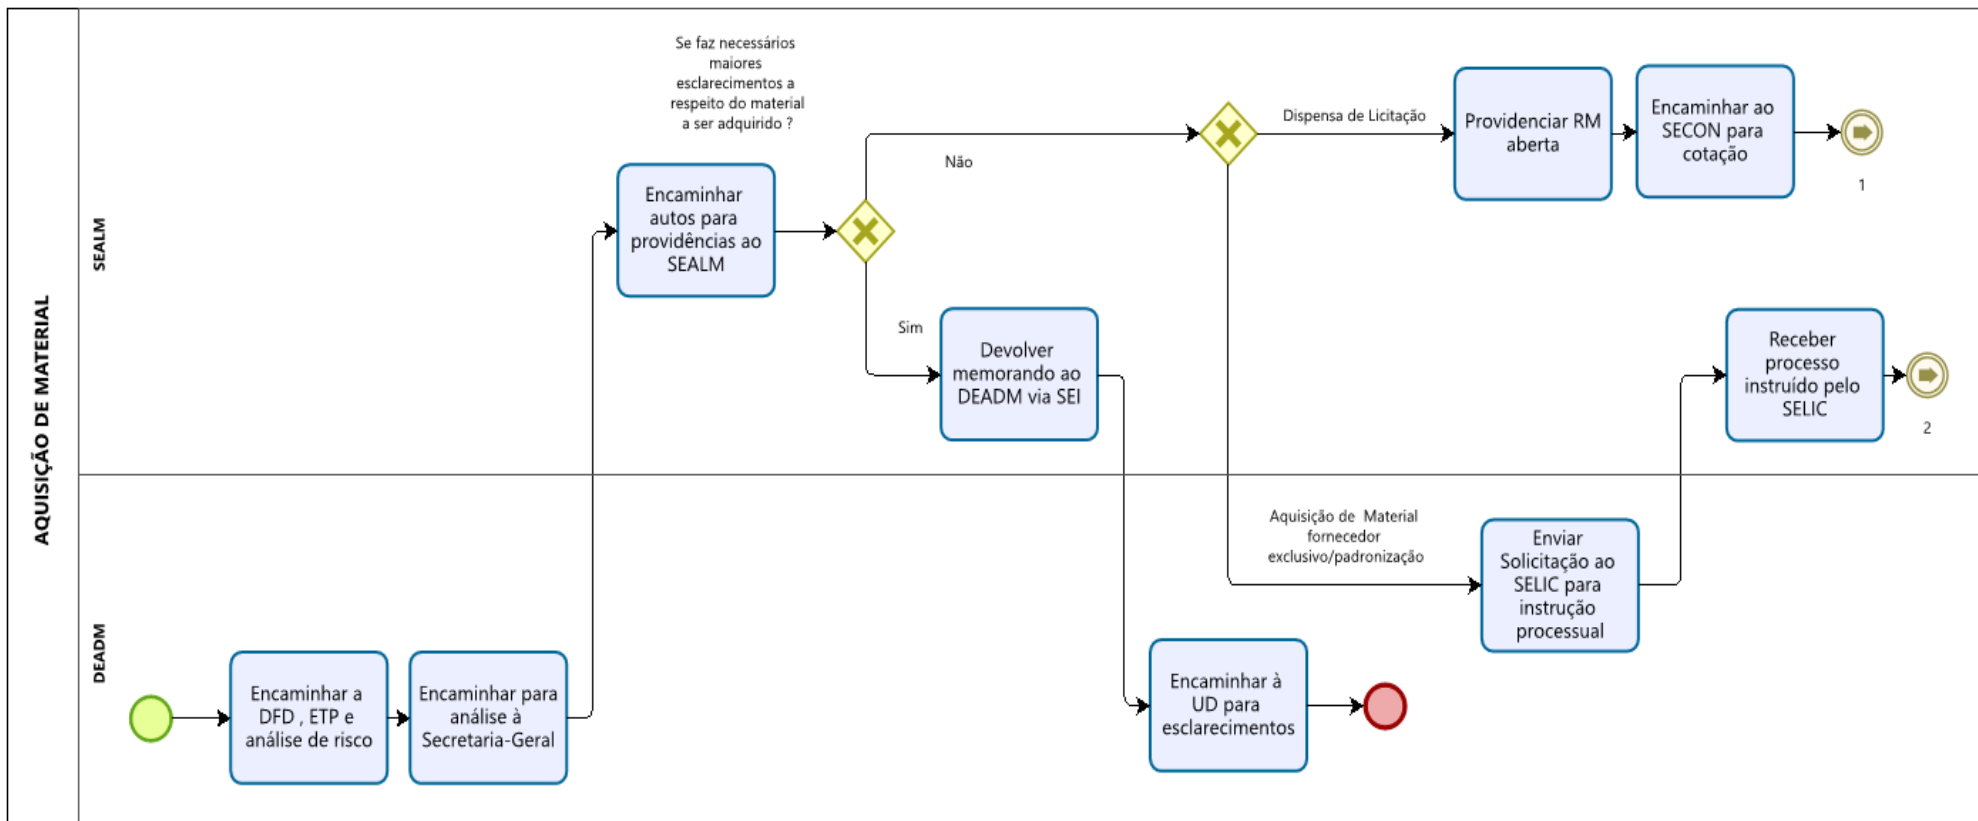 AQUISIÇÃO DE MATERIAL
SEALM
Se faz necessários
maiores
esclarecimentos a
respeito do material
a ser adquirido ?
Encaminhar
autos para
providências ao
SEALM
Não
Sim
Devolver
memorando ao
DEADM via SEI
Dispensa de Licitação
Providenciar RM
aberta
Encaminhar ao
SECON para
cotação
1
Receber
processo
instruído pelo
SELIC
2
DEADM
Encaminhar a
DFD , ETP e
análise de risco
Encaminhar para
análise à
Secretaria-Geral
Aquisição de  Material
fornecedor
exclusivo/padronização
Enviar
Solicitação ao
SELIC para
instrução
processual
Encaminhar à
UD para
esclarecimentos